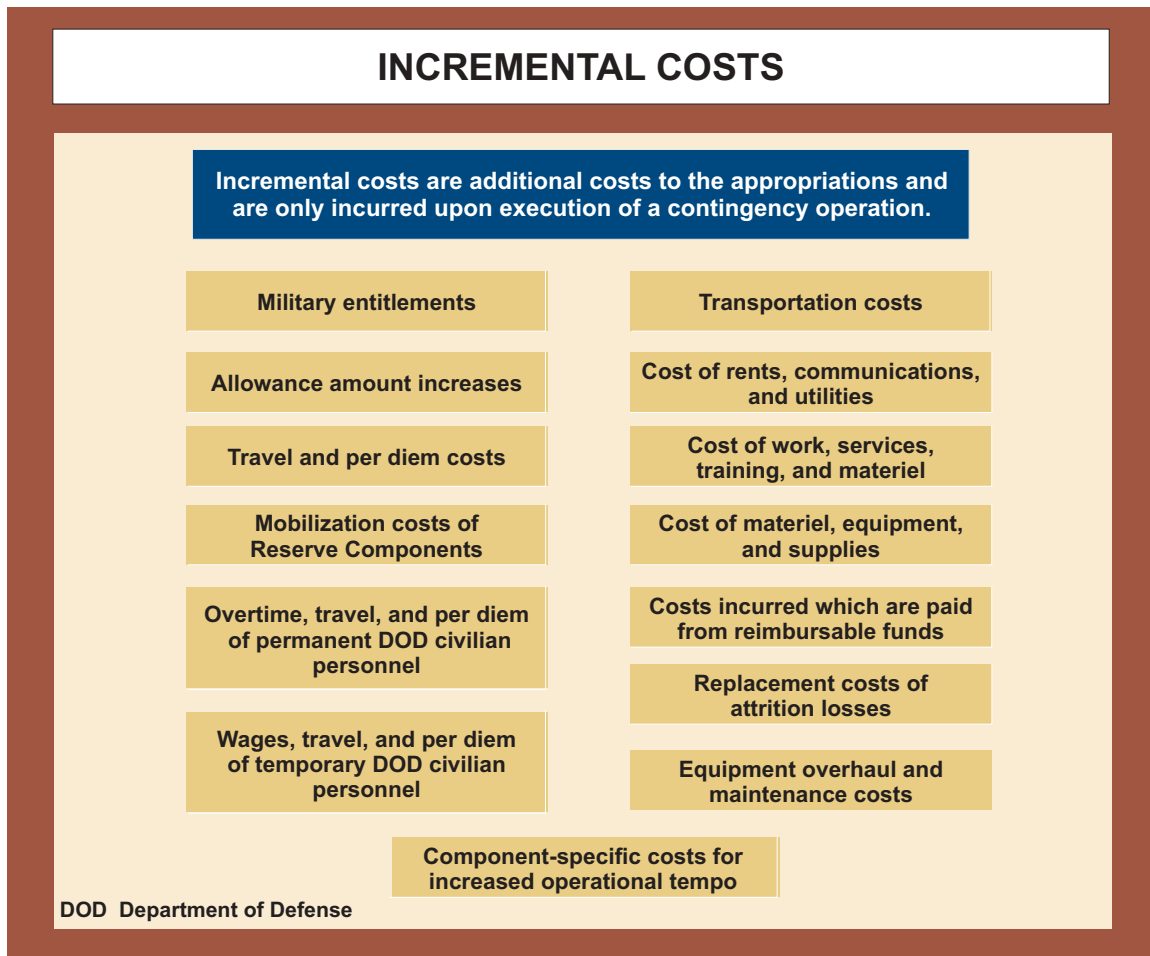 INCREMENTAL COSTS
Incremental costs are additional costs to the appropriations and
are only incurred upon execution of a contingency operation.
Military entitlements
Allowance amount increases
Travel and per diem costs
Mobilization costs of
Reserve Components
Overtime, travel, and per diem
of permanent DOD civilian
personnel
Wages, travel, and per diem
of temporary DOD civilian
personnel
Transportation costs
Cost of rents, communications,
and utilities
Cost of work, services,
training, and materiel
Cost of materiel, equipment,
and supplies
Costs incurred which are paid
from reimbursable funds
Replacement costs of
attrition losses
Equipment overhaul and
maintenance costs
Component-specific costs for
increased operational tempo
DOD Department of Defense